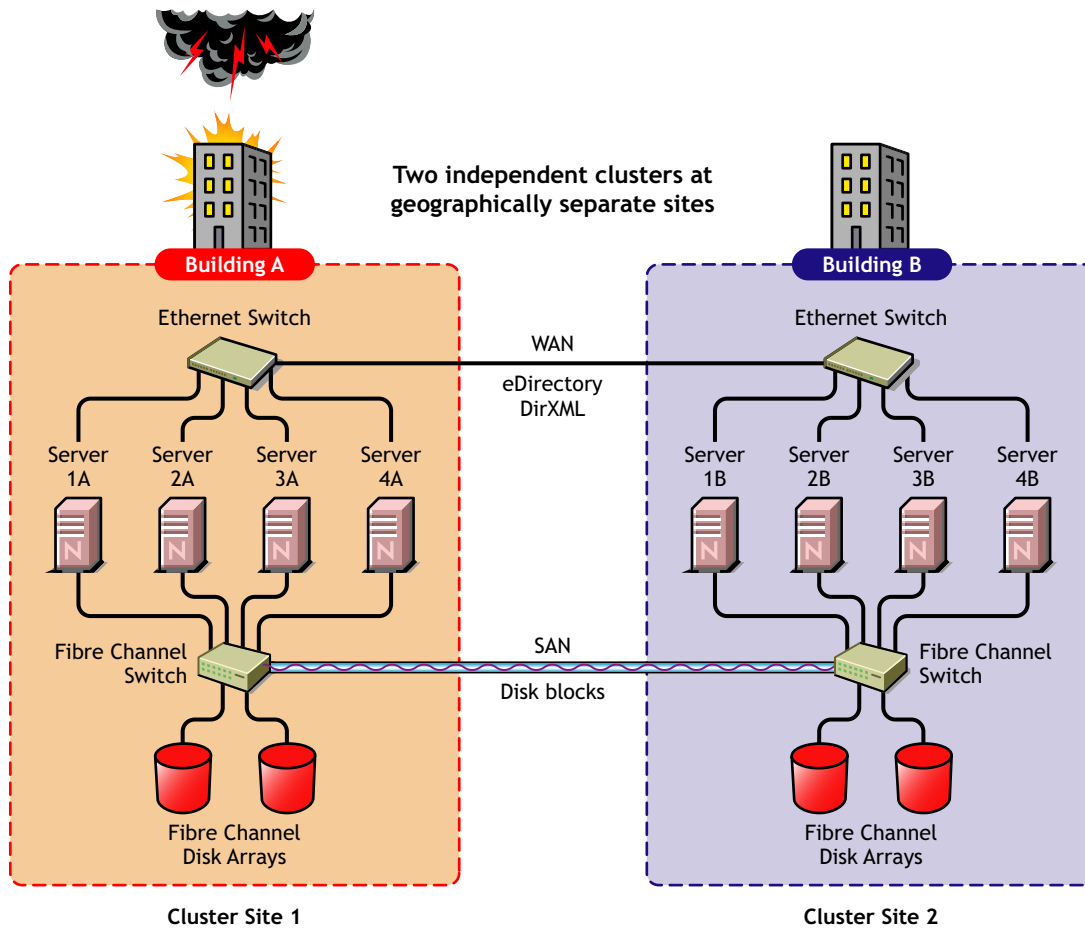 Two independent clusters at
geographically separate sites
Building A
Building B
Ethernet Switch
Ethernet Switch
WAN
eDirectory
DirXML
Server
1A
Server
2A
Server
3A
Server
4A
Server
1B
Server
2B
Server
3B
Server
4B
N
N
N
N
N
N
N
N
Fibre Channel
Switch
SAN
Disk blocks
Fibre Channel
Switch
Fibre Channel
Disk Arrays
Fibre Channel
Disk Arrays
Cluster Site 1
Cluster Site 2